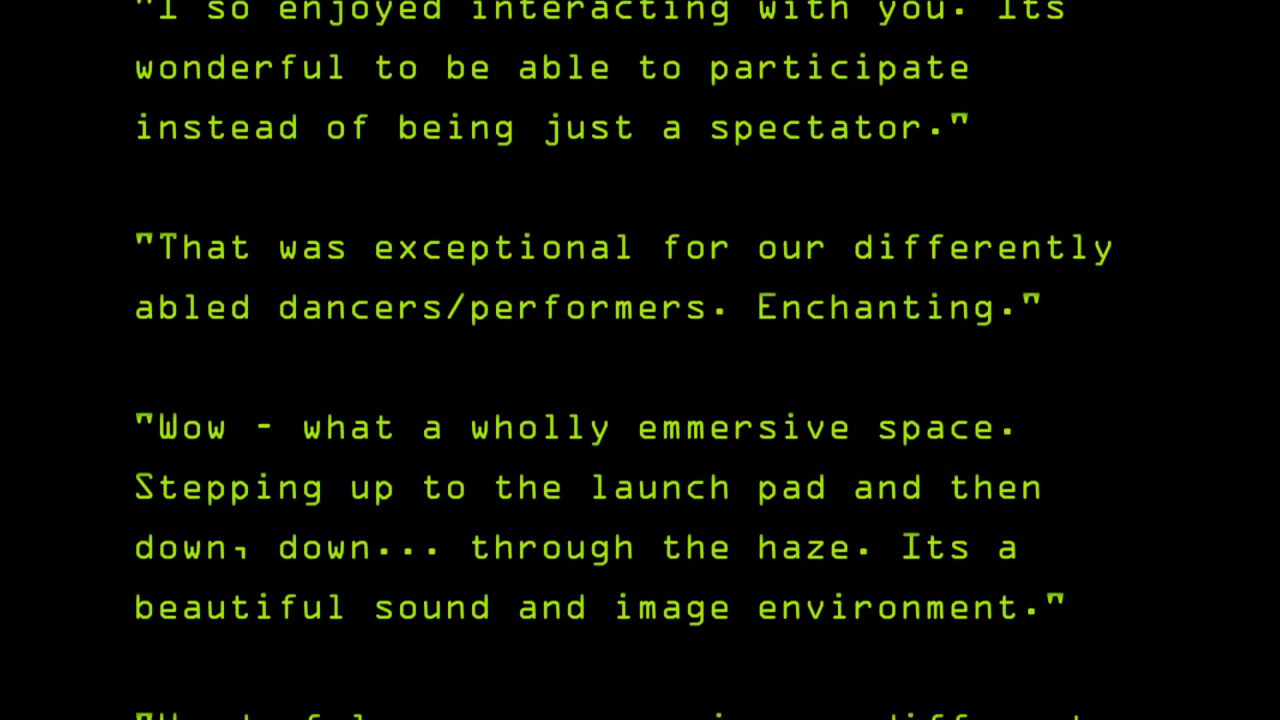 "I so enjoyed interacting with you. Its
wonderful to be able to participate
instead of being just a spectator."
"That was exceptional for our differently
abled dancers/performers. Enchanting."
"Wow - what a wholly emmersive space.
Stepping up to the launch pad and then
down, down... through the haze. Its a
beautiful sound and image environment."